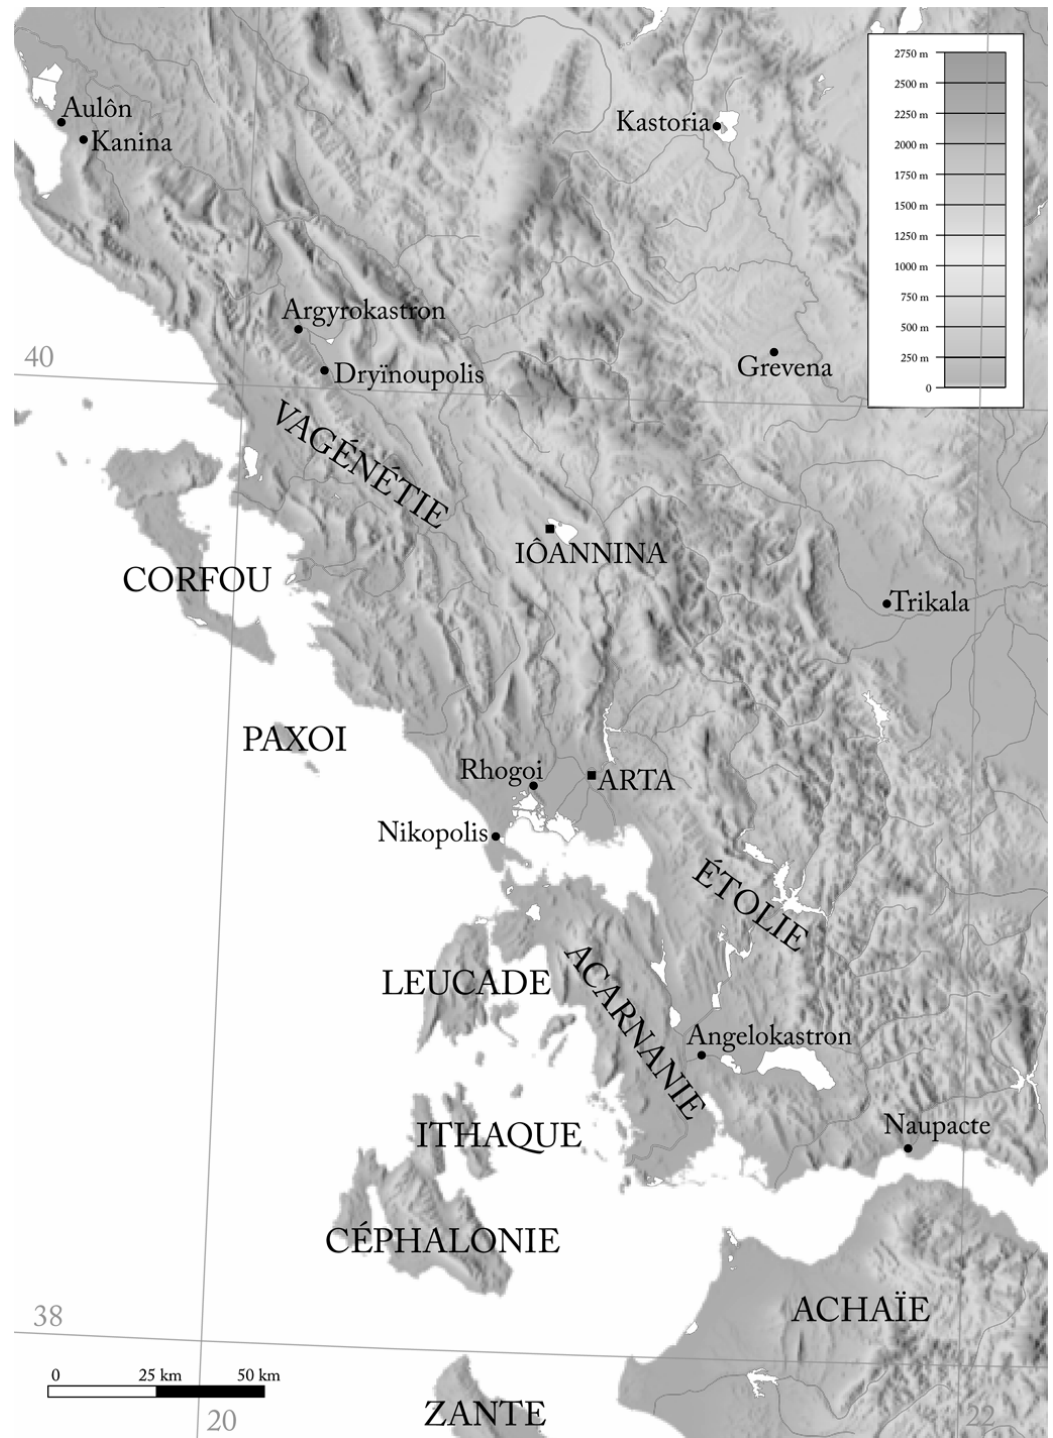 2750 m
2500 m
2250 m
2000 m
1750 m
1500 m
1250 m
1000 m
750 m
500 m
250 m
0
Aulôn
Kanina
Kastoria
Argyrokastron
40
Dryïnoupolis
Grevena
VAGÉNÉTIE
IÔANNINA
CORFOU
Trikala
PAXOI
Rhogoi
ARTA
Nikopolis
ÉTOLIE
LEUCADE
ACARNANIE
Angelokastron
ITHAQUE
Naupacte
CÉPHALONIE
ACHAÏE
38
0 25 km 50 km
ZANTE
20
22